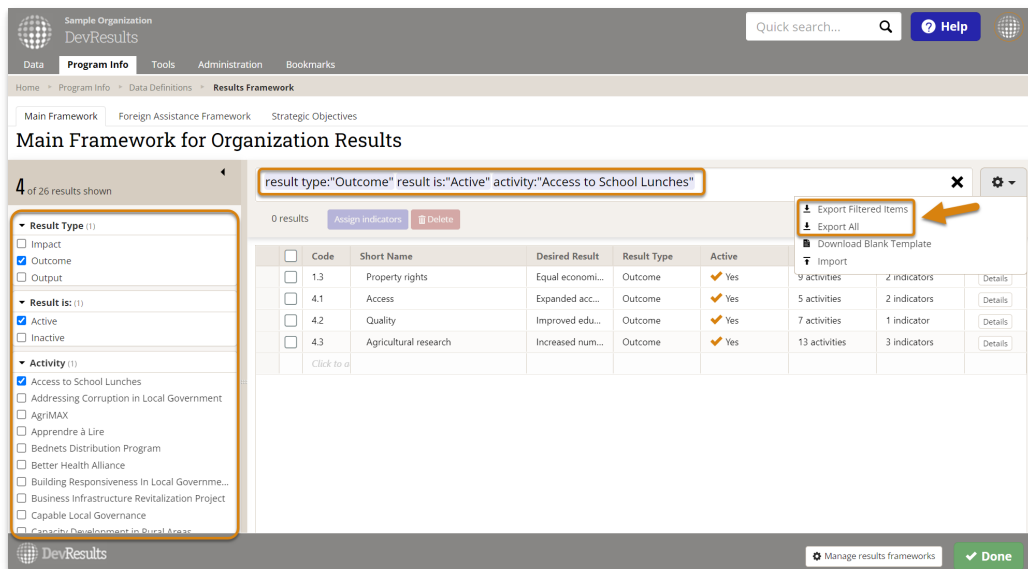 Sample Organization
DevResults
Quick search...
Help
Data Program Info Tools Administration Bookmarks
Home Program Info Data Definitions Results Framework
Main Framework Foreign Assistance Framework Strategic Objectives
Main Framework for Organization Results
4 of 26 results shown
result type:"Outcome" result is:"Active" activity:"Access to School Lunches"
0 results Assign indicators Delete
Export Filtered Items
Export All
Download Blank Template
Import
Result Type (1)
Impact
Outcome
Output
Result is: (1)
Active
Inactive
Activity (1)
Access to School Lunches
Addressing Corruption in Local Government
AgriMAX
Apprendre à Lire
Bednets Distribution Program
Better Health Alliance
Building Responsiveness In Local Governme...
Business Infrastructure Revitalization Project
Capable Local Governance
Capacity Development in Rural Areas
Code Short Name Desired Result Result Type Active
1.3 Property rights Equal economi... Outcome Yes 9 activities 2 indicators Details
4.1 Access Expanded acc... Outcome Yes 5 activities 2 indicators Details
4.2 Quality Improved edu... Outcome Yes 7 activities 1 indicator Details
4.3 Agricultural research Increased num... Outcome Yes 13 activities 3 indicators Details
Click to a
DevResults
Manage results frameworks
Done